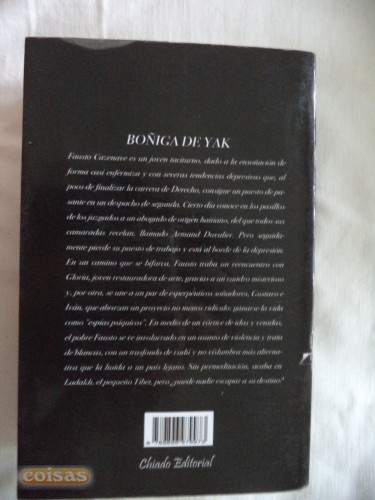 BOÑIGA DE YAK
Fausto Cazenave es un joven taciturno, dado a la ensoñación de
forma casi enfermiza y con severas tendencias depresivas que, al
poco de finalizar la carrera de Derecho, consigue un puesto de pa-
sante en un despacho de segunda. Cierto día conoce en los pasillos
de los juzgados a un abogado de origen haitiano, del que todos sus
camaradas recelan, llamado Armand Duvalier. Pero seguida-
mente pierde su puesto de trabajo y está al borde de la depresión.
En un camino que se bifurca, Fausto traba un reencuentro con
Gloria, joven restauradora de arte, gracias a un cuadro misterioso
y, por otra, se une a un par de esperpénticos soñadores, Gustavo e
Iván, que abrazan un proyecto no menos ridículo: ganarse la vida
como "espías psíquicos". En medio de un vórtice de idas y venidas,
el pobre Fausto se ve involucrado en un asunto de violencia y trata
de blancas, con un trasfondo de vudú y no vislumbra más alterna-
tiva que la huida a un país lejano. Sin premeditación, acaba en
Ladakh, el pequeño Tíbet, pero ¿puede nadie escapar a su destino?
Chiado Editorial
coisas